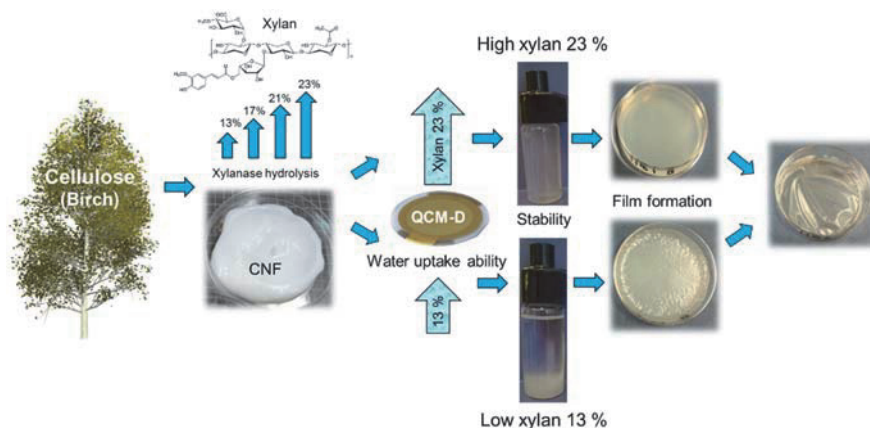 Xylan
High xylan 23 %
13%
17%
21%
23%
Xylanase hydrolysis
Cellulose
(Birch)
CNF
Xylan 23 %
QCM-D
Water uptake ability
13 %
Stability
Film formation
Low xylan 13 %